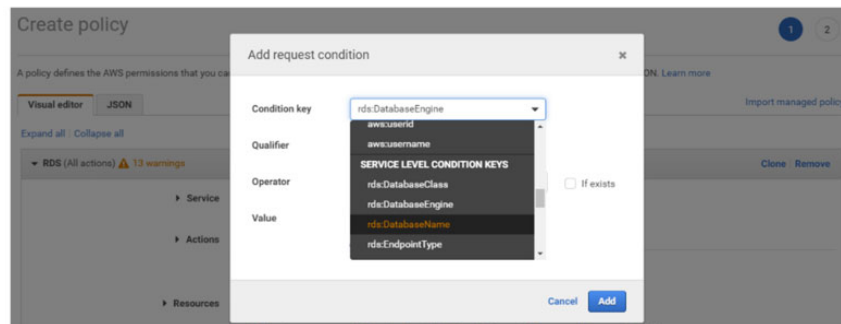 Create policy
1 2
A policy defines the AWS permissions that you ca
ON. Learn more
Visual editor JSON
Import managed policy
Expand all | Collapse all
RDS (All actions) 13 warnings
Clone Remove
Service
Actions
Resources
Add request condition ×
Condition key rds:DatabaseEngine
aws:userid
aws:username
SERVICE LEVEL CONDITION KEYS
rds:DatabaseClass
rds:DatabaseEngine
rds:DatabaseName
rds:EndpointType
Qualifier
Operator
If exists
Value
Cancel Add